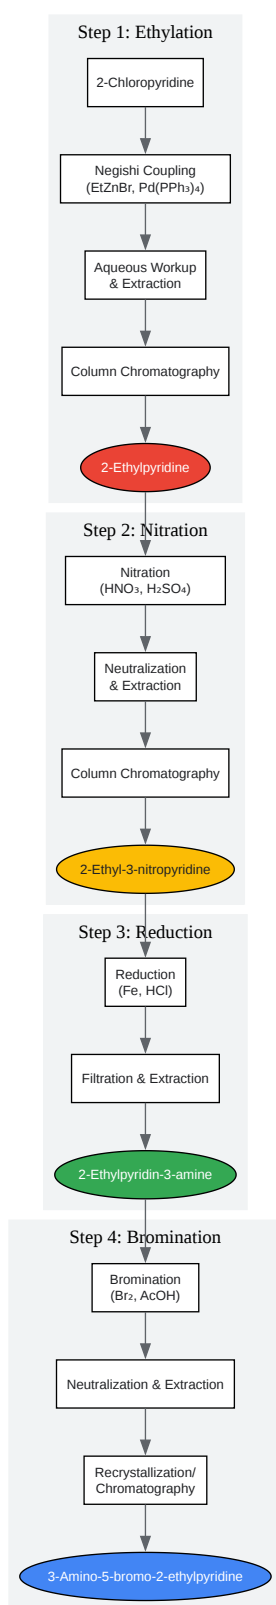 Step 1: Ethylation
2-Chloropyridine
Negishi Coupling
(EtZnBr, Pd(PPh₃)₄)
Aqueous Workup
& Extraction
Column Chromatography
2-Ethylpyridine
Step 2: Nitration
Nitration
(HNO₃, H₂SO₄)
Neutralization
& Extraction
Column Chromatography
2-Ethyl-3-nitropyridine
Step 3: Reduction
Reduction
(Fe, HCl)
Filtration & Extraction
2-Ethylpyridin-3-amine
Step 4: Bromination
Bromination
(Br₂, AcOH)
Neutralization & Extraction
Recrystallization/
Chromatography
3-Amino-5-bromo-2-ethylpyridine